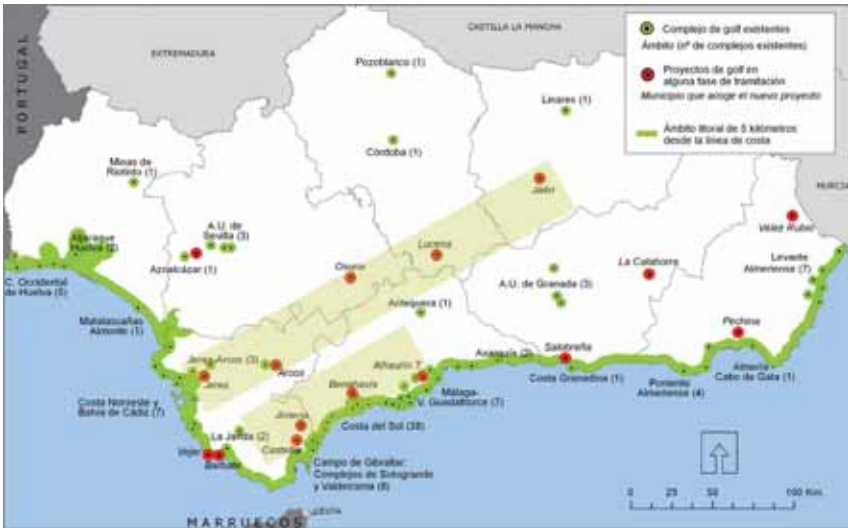 CASTILLA LA MANCHA
EXTREMADURA
PORTUGAL
MURCIA
Complejo de golf existentes
Ámbito (nº de complejos existentes)
Proyectos de golf en
alguna fase de tramitación
Municipio que acoge el nuevo proyecto
Ámbito litoral de 5 kilómetros
desde la línea de costa
Pozoblanco (1)
Linares (1)
Córdoba (1)
Minas de
Riotinto (1)
Jaén
A.U. de
Sevilla (3)
Aljaraque
Huelva (2)
Aznalcázar (1)
Vélez Rubio
Lucena
Osuna
La Calahorra
Levante
Almeriense (7)
C. Occidental
de Huelva (5)
A.U. de Granada (3)
Antequera (1)
Matalascañas
Almonte (1)
Pechina
Jerez-Arcos (3)
Arcos
Jerez
Alhaurín T.
Axarquía (2)
Salobreña
Benahavís
Costa Granadina (1)
Almería
Cabo de Gata (1)
Costa Noroeste y
Bahía de Cádiz (7)
Málaga-
V. Guadalhorce (7)
Poniente
Almeriense (4)
Jimena
Costa del Sol (38)
La Janda (2)
Castellar
Vejer
Barbate
Campo de Gibraltar:
Complejos de Sotogrande
y Valderrama (8)
0 25 50 100 Km.
CEUTA
MARRUECOS